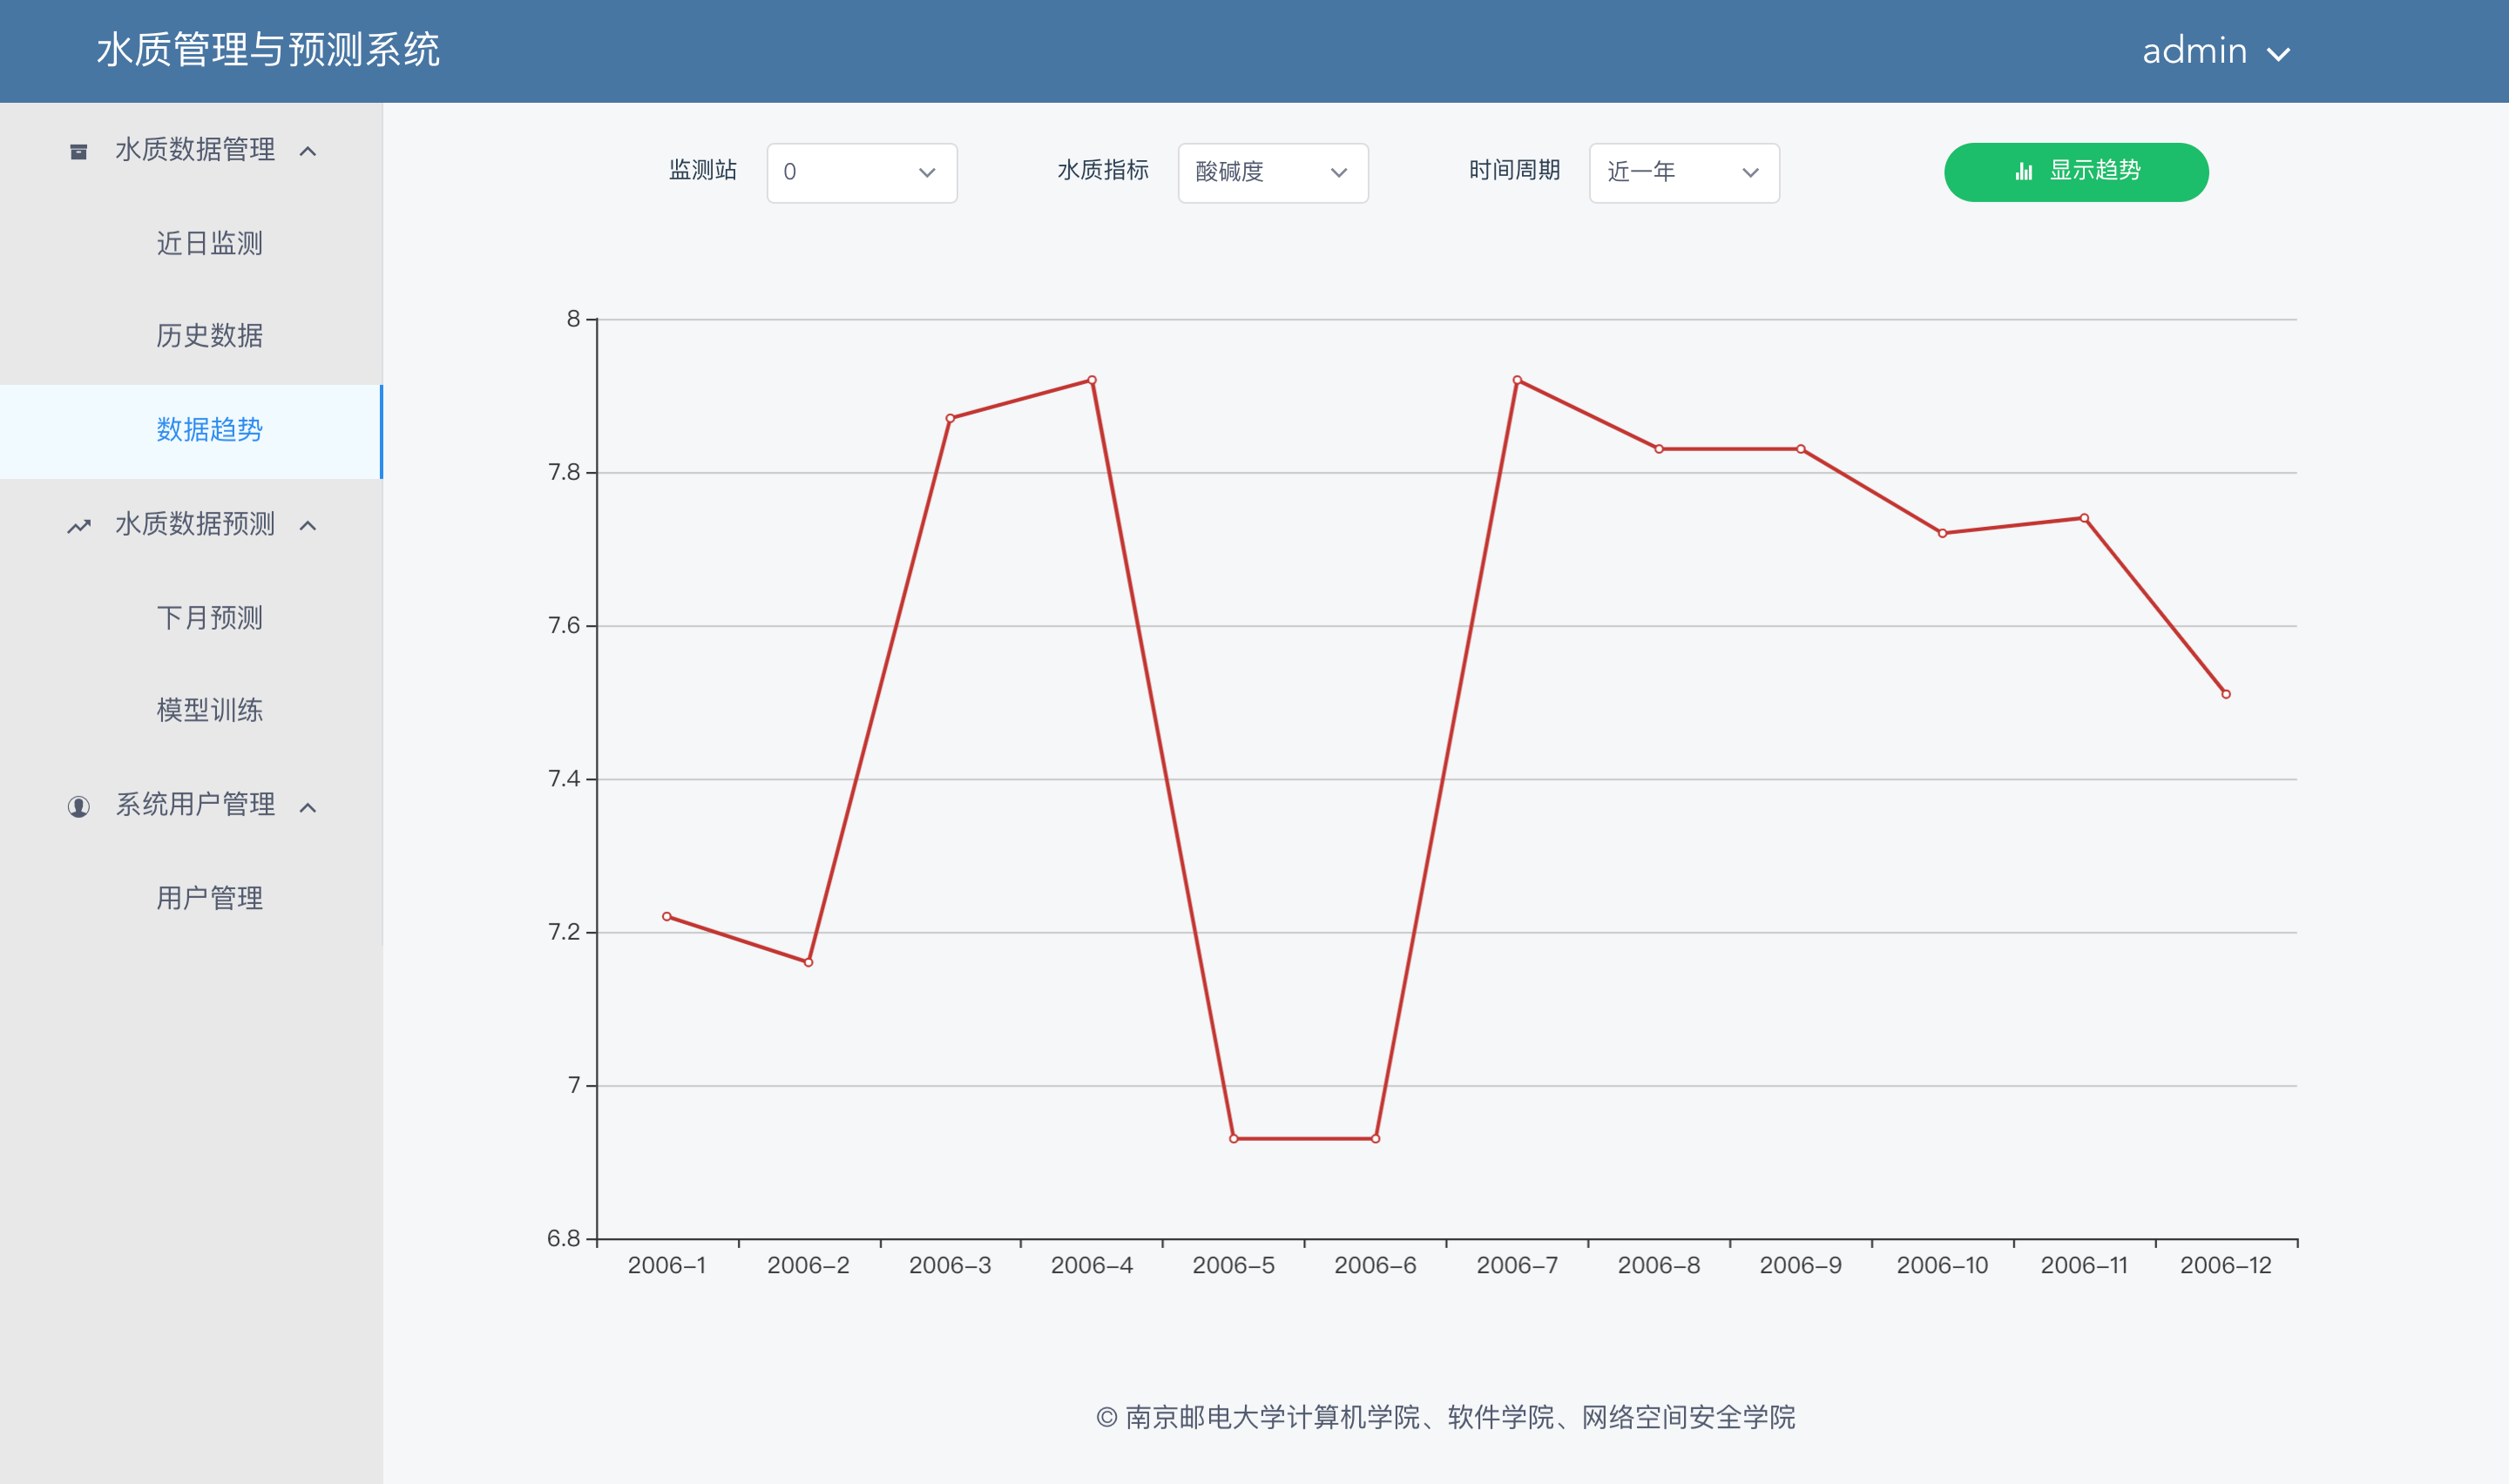 水质管理与预测系统
admin
水质数据管理
近日监测
历史数据
数据趋势
水质数据预测
下月预测
模型训练
系统用户管理
用户管理
监测站 0 水质指标 酸碱度 时间周期 近一年 显示趋势
8
7.8
7.6
7.4
7.2
7
6.8
2006-1 2006-2 2006-3 2006-4 2006-5 2006-6 2006-7 2006-8 2006-9 2006-10 2006-11 2006-12
© 南京邮电大学计算机学院、软件学院、网络空间安全学院